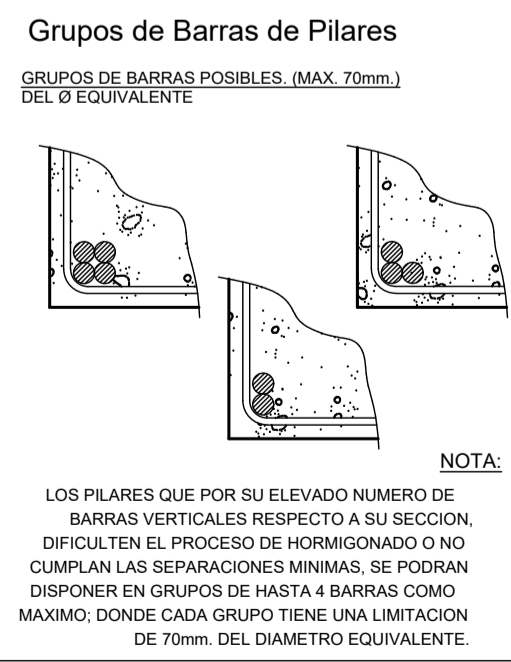 Grupos de Barras de Pilares
GRUPOS DE BARRAS POSIBLES. (MAX. 70mm.)
DEL Ø EQUIVALENTE
NOTA:
LOS PILARES QUE POR SU ELEVADO NUMERO DE
BARRAS VERTICALES RESPECTO A SU SECCION,
DIFICULTEN EL PROCESO DE HORMIGONADO O NO
CUMPLAN LAS SEPARACIONES MINIMAS, SE PODRAN
DISPONER EN GRUPOS DE HASTA 4 BARRAS COMO
MAXIMO; DONDE CADA GRUPO TIENE UNA LIMITACION
DE 70mm. DEL DIAMETRO EQUIVALENTE.